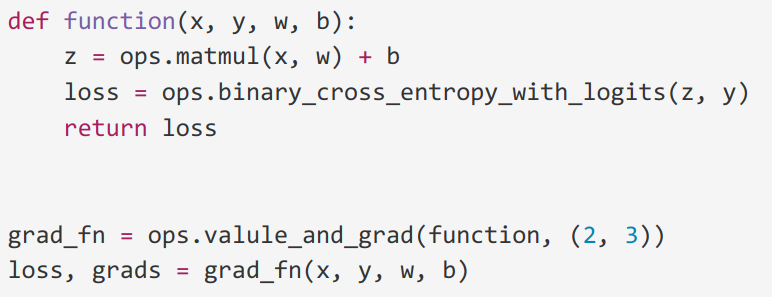 def function(x, y, w, b):
    z = ops.matmul(x, w) + b
    loss = ops.binary_cross_entropy_with_logits(z, y)
    return loss
grad_fn = ops.valule_and_grad(function, (2, 3))
loss, grads = grad_fn(x, y, w, b)